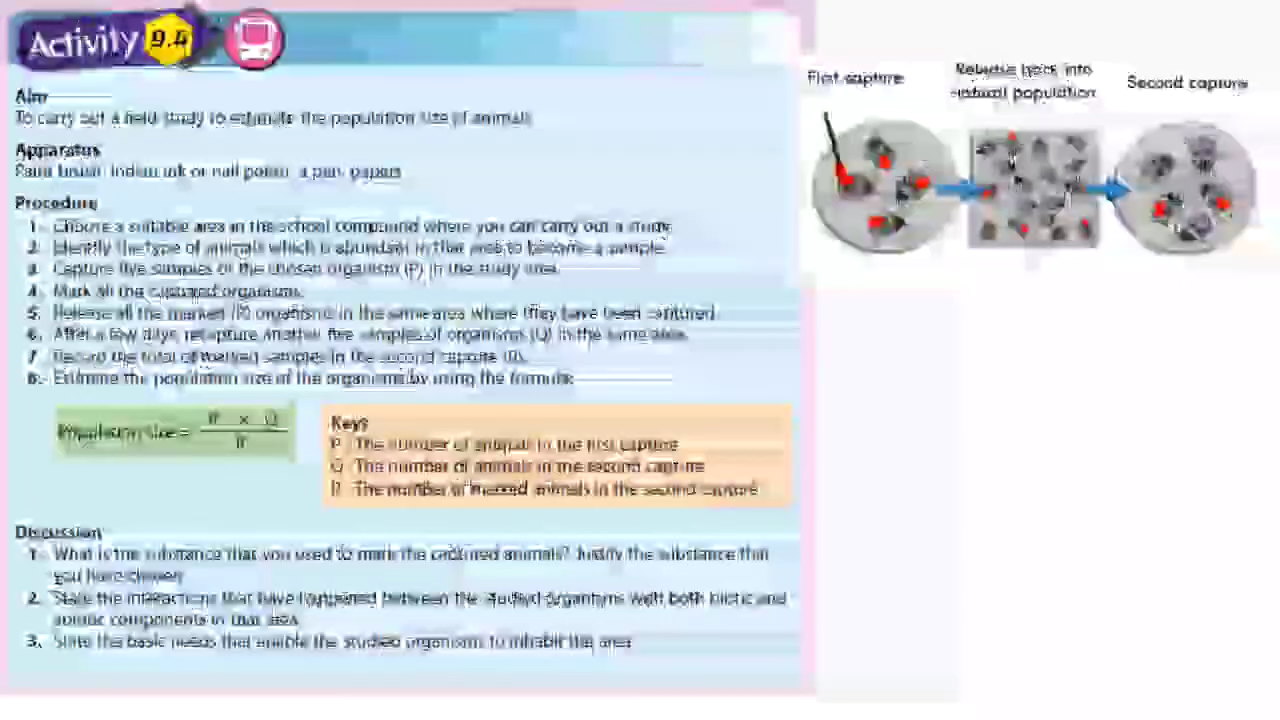 Activity 9.4
Aim
To carry out a field study to estimate the population size of animals
Apparatus
Paint brush, Indian ink or nail polish, a pen, papers
Procedure
1. Choose a suitable area in the school compound where you can carry out a study.
2. Identify the type of animals which is abundant in that area to become a sample.
3. Capture five samples of the chosen organism (P) in the study area.
4. Mark all the captured organisms.
5. Release all the marked (P) organisms in the same area where they have been captured.
6. After a few days, recapture another five samples of organisms (Q) in the same area.
7. Record the total of marked samples in the second capture (R).
8. Estimate the population size of the organisms by using the formula:
Population size = P × Q
R
Keys
P The number of animals in the first capture
Q The number of animals in the second capture
R The number of marked animals in the second capture
Discussion
1. What is the substance that you used to mark the captured animals? Justify the substance that
you have chosen.
2. State the interactions that have happened between the studied organisms with both biotic and
abiotic components in that area.
3. State the basic needs that enable the studied organisms to inhabit the area.
First capture
Release back into
natural population
Second capture